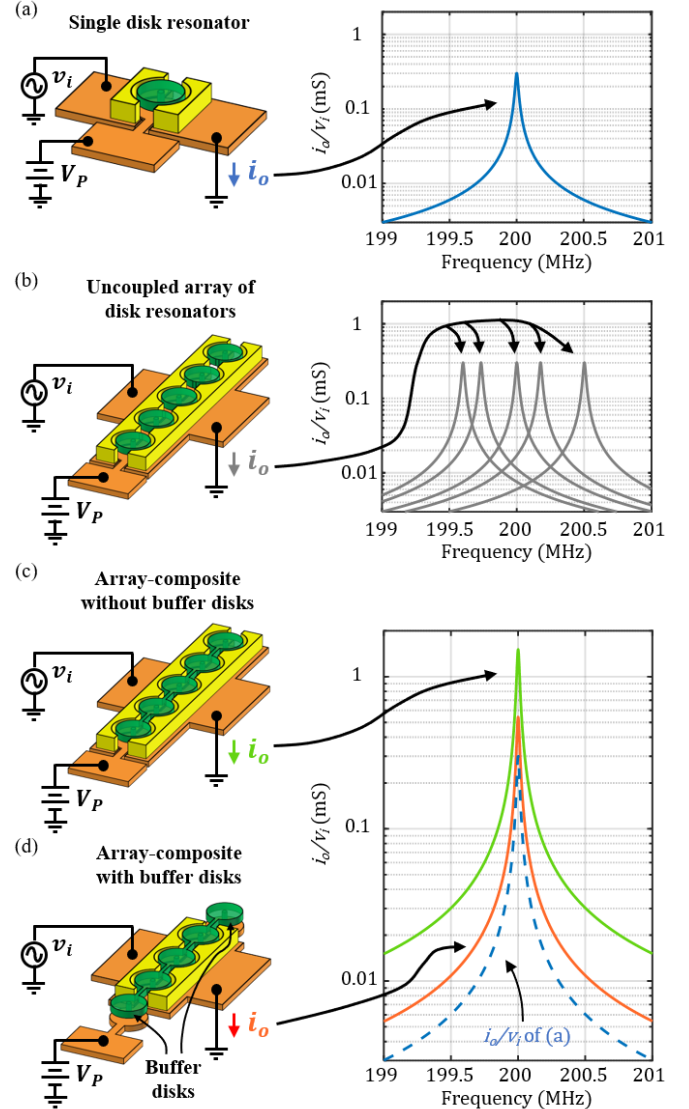 (a)
Single disk resonator
v_i
V_P
i_o
i_o/v_i (mS)
1
0.1
0.01
199
199.5
200
200.5
201
Frequency (MHz)
(b)
Uncoupled array of
disk resonators
v_i
V_P
i_o
i_o/v_i (mS)
1
0.1
0.01
199
199.5
200
200.5
201
Frequency (MHz)
(c)
Array-composite
without buffer disks
v_i
V_P
i_o
(d)
Array-composite
with buffer disks
v_i
V_P
i_o
Buffer
disks
i_o/v_i (mS)
1
0.1
0.01
i_o/v_i of (a)
199
199.5
200
200.5
201
Frequency (MHz)